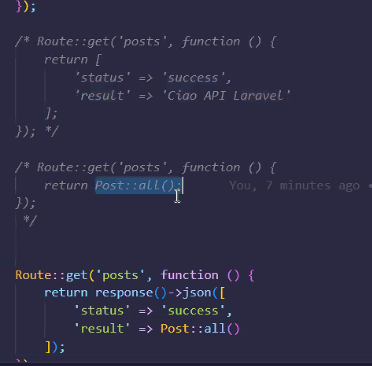 });
/* Route::get('posts', function () {
return [
'status' => 'success',
'result' => 'Ciao API Laravel'
];
}); */
/* Route::get('posts', function () {
return Post::all(); You, 7 minutes ago •
});
*/
Route::get('posts', function () {
return response()->json([
'status' => 'success',
'result' => Post::all()
]);
})